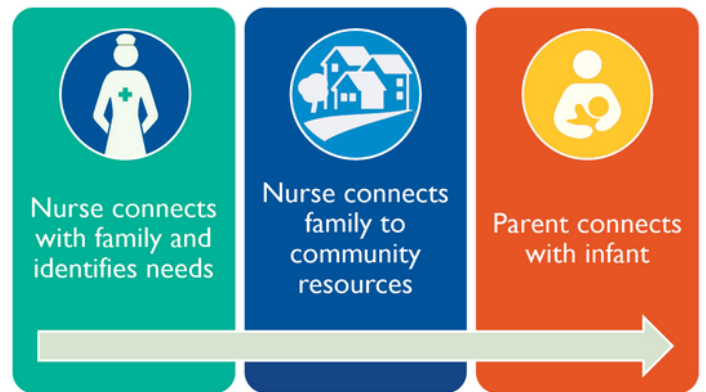 Nurse connects
with family and
identifies needs
Nurse connects
family to
community
resources
Parent connects
with infant